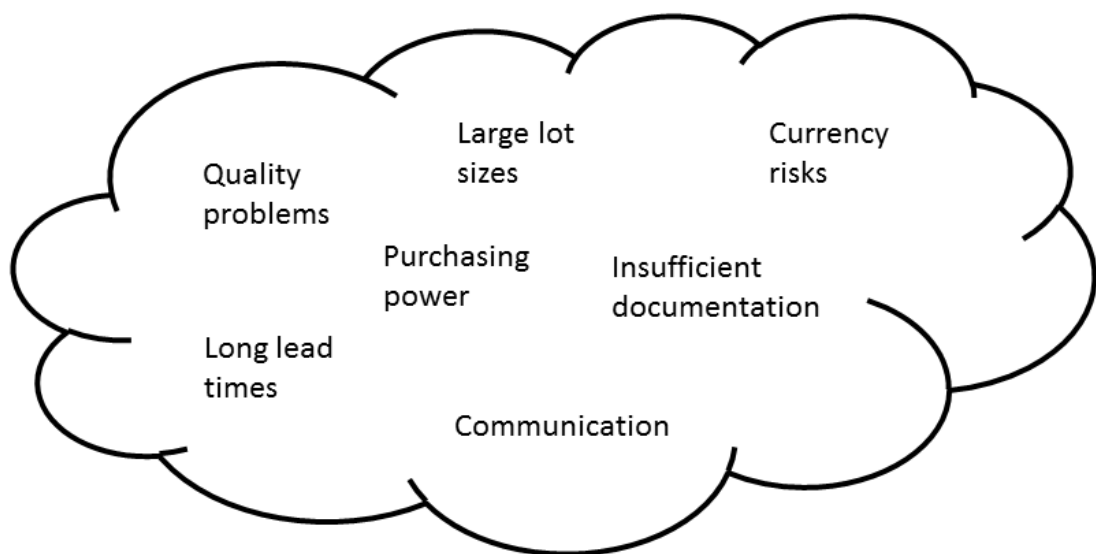 Large lot
sizes
Currency
risks
Quality
problems
Purchasing
power
Insufficient
documentation
Long lead
times
Communication